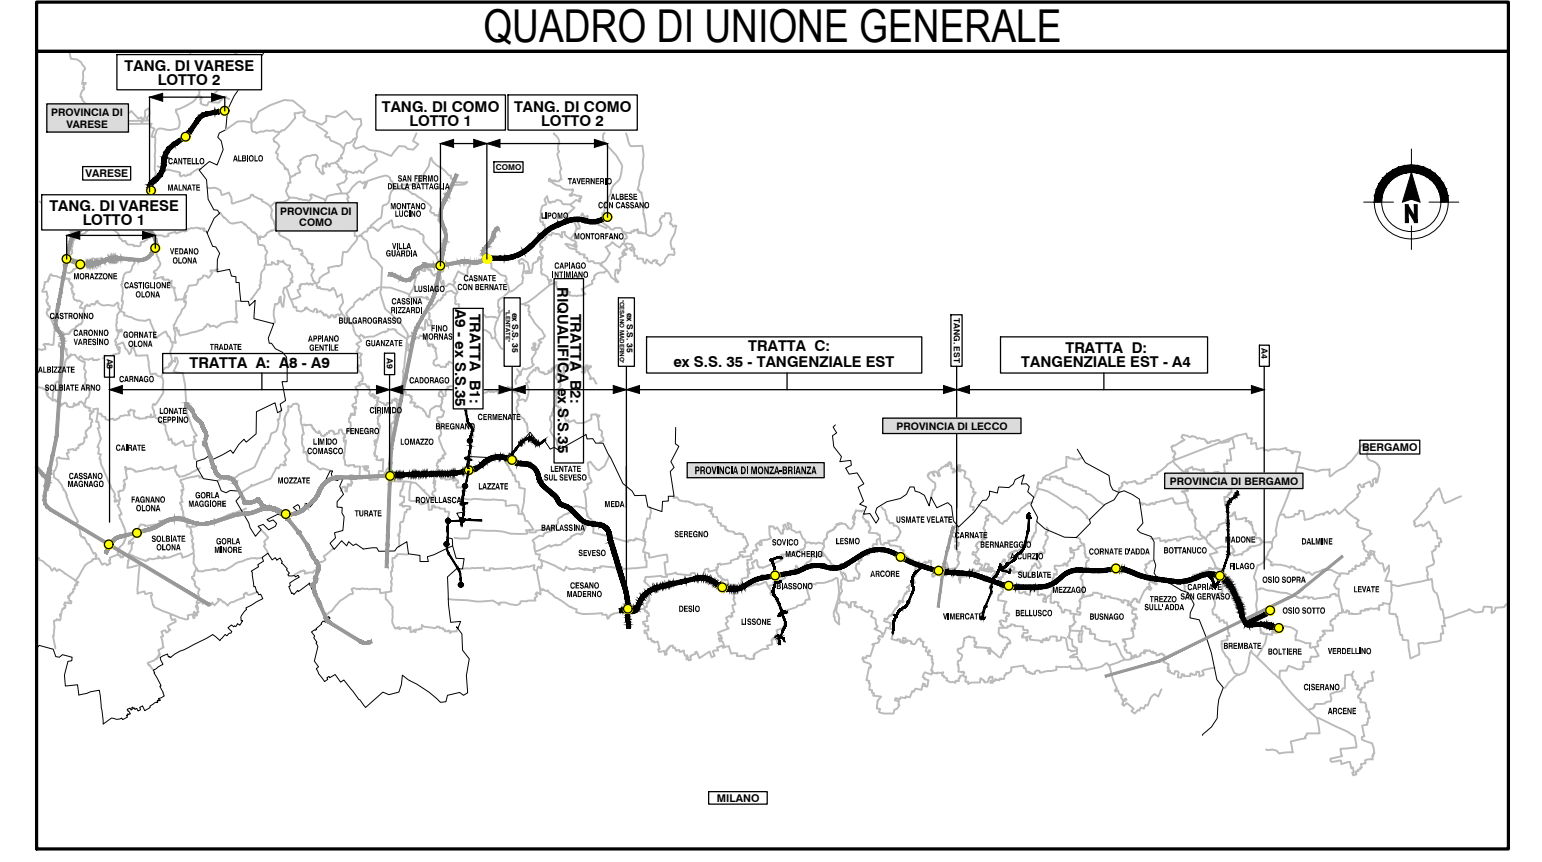 QUADRO DI UNIONE GENERALE
TANG. DI VARESE
LOTTO 2
PROVINCIA DI
VARESE
VARESE
CANTELLO
MALNATE
ALBIOLO
TANG. DI VARESE
LOTTO 1
MORAZZONE
VEDANO
OLONA
CASTIGLIONE
OLONA
PROVINCIA DI
COMO
TANG. DI COMO
LOTTO 1
TANG. DI COMO
LOTTO 2
COMO
SAN FERMO
DELLA BATTAGLIA
MONTANO
LUCINO
VILLA
GUARDIA
TAVERNERIO
ALBESE
CON CASSANO
LIPOMO
MONTORFANO
CAPIAGO
INTIMIANO
CASNATE
CON BERNATE
LUSIAGO
CASSINA
RIZZARDI
BULGAROGRASSO
FINO
MORNAS
APPIANO
GENTILE
GUANZATE
CASTRONNO
CARONNO
VARESINO
GORNATE
OLONA
TRADATE
ALBIZZATE
SOLBIATE ARNO
CARNAGO
A8
TRATTA A: A8 - A9
A9
CADORAGO
TRATTA B1:
A9 - ex S.S.35
ex S.S. 35
"LENTATE"
TRATTA B2:
RIQUALIFICA ex S.S.35
ex S.S. 35
"CESANO MADERNO"
TRATTA C:
ex S.S. 35 - TANGENZIALE EST
TANG. EST
TRATTA D:
TANGENZIALE EST - A4
A4
N
LONATE
CEPPINO
CIRIMIDO
FENEGRO
LIMIDO
COMASCO
LOMAZZO
BREGNANO
CERMENATE
CAIRATE
CASSANO
MAGNAGO
FAGNANO
OLONA
GORLA
MAGGIORE
MOZZATE
SOLBIATE
OLONA
GORLA
MINORE
TURATE
ROVELLASCA
LAZZATE
LENTATE
SUL SEVESO
MEDA
BARLASSINA
SEVESO
CESANO
MADERNO
PROVINCIA DI MONZA-BRIANZA
PROVINCIA DI LECCO
PROVINCIA DI BERGAMO
BERGAMO
SEREGNO
DESIO
SOVICO
MACHERIO
BIASSONO
LISSONE
LESMO
ARCORE
USMATE VELATE
CARNATE
BERNAREGGIO
AICURZIO
SULBIATE
VIMERCATE
BELLUSCO
MEZZAGO
CORNATE D'ADDA
BUSNAGO
BOTTANUCO
MADONE
FILAGO
TREZZO
SULL'ADDA
CAPRIATE
SAN GERVASO
DALMINE
OSIO SOPRA
LEVATE
OSIO SOTTO
BREMBATE
BOLTIERE
VERDELLINO
CISERANO
ARCENE
MILANO